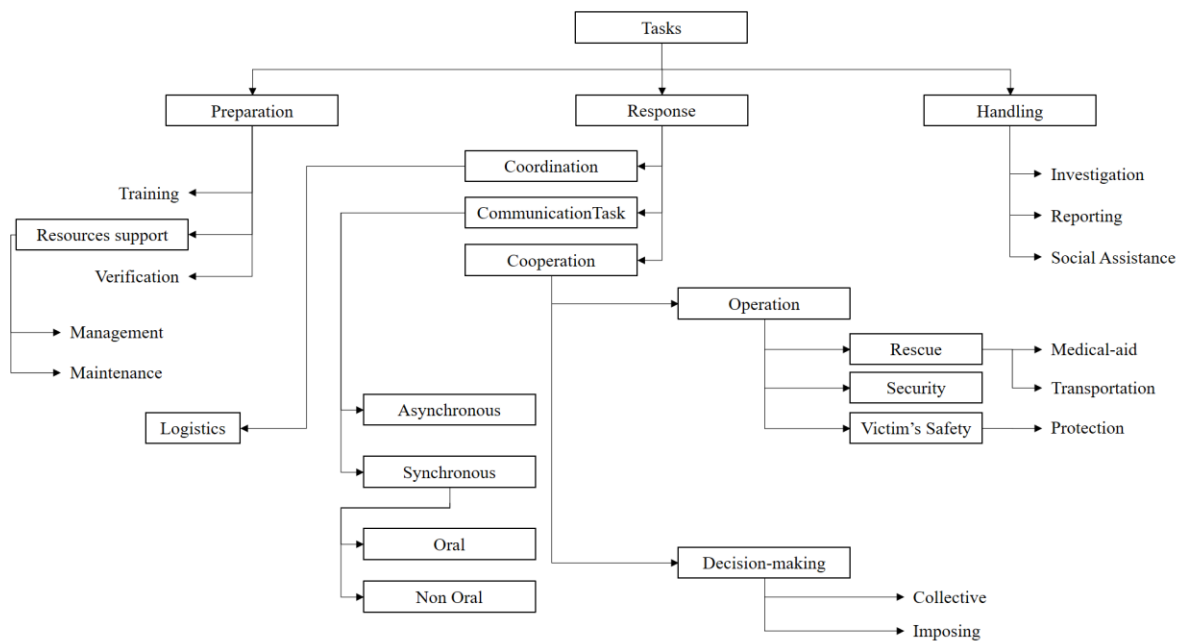 Tasks
Preparation
Response
Handling
Coordination
Training
CommunicationTask
Resources support
Cooperation
Verification
Investigation
Reporting
Social Assistance
Operation
Management
Maintenance
Rescue
Medical-aid
Security
Transportation
Asynchronous
Logistics
Victim’s Safety
Protection
Synchronous
Oral
Decision-making
Non Oral
Collective
Imposing